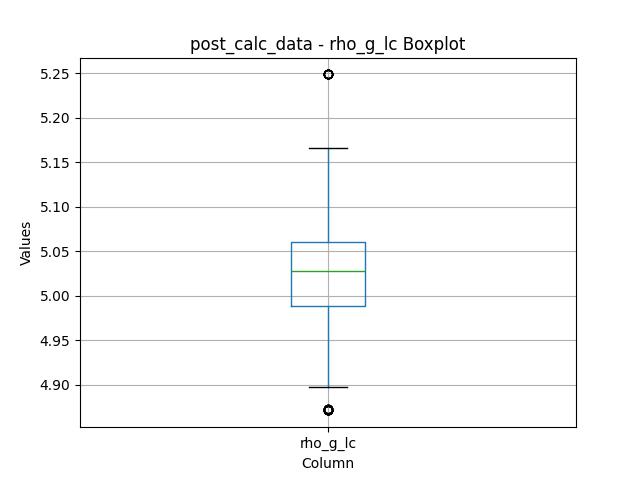 post_calc_data - rho_g_lc Boxplot
5.25
5.20
5.15
5.10
5.05
5.00
4.95
4.90
Values
rho_g_lc
Column